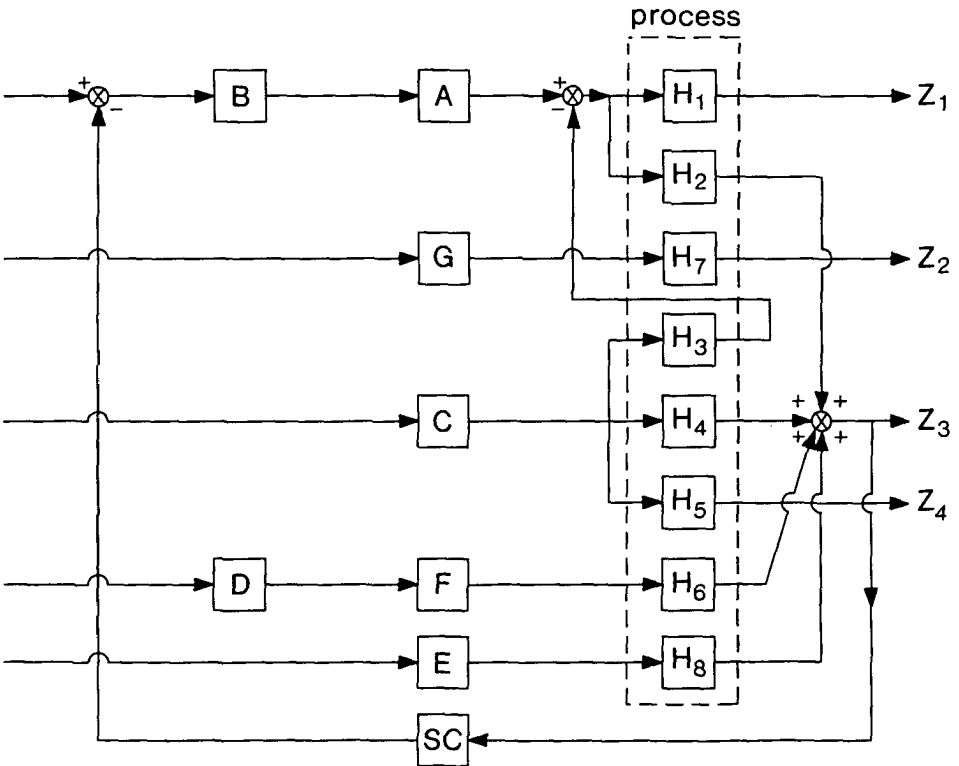 process
+ - B A + - H1 Z1
H2
G H7 Z2
H3
+ +
C H4 Z3
+ +
H5 Z4
D F H6
E H8
SC